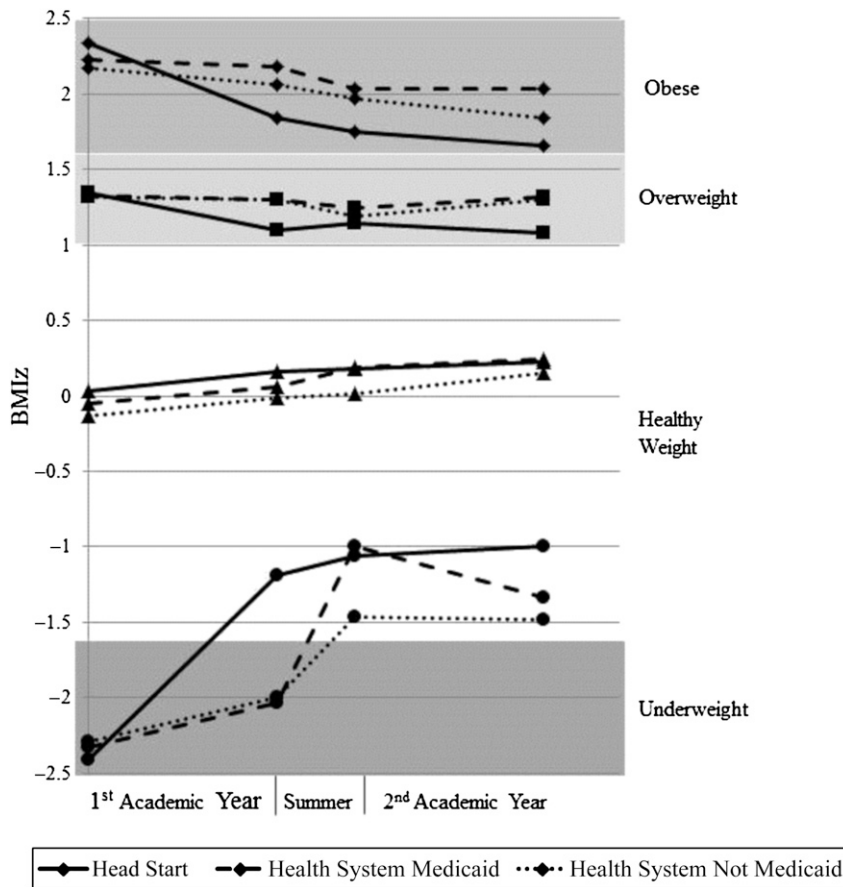 2.5
2
Obese
1.5
Overweight
1
0.5
BMIz
0
Healthy
Weight
–0.5
–1
–1.5
–2
Underweight
–2.5
1st Academic Year Summer 2nd Academic Year
Head Start Health System Medicaid Health System Not Medicaid